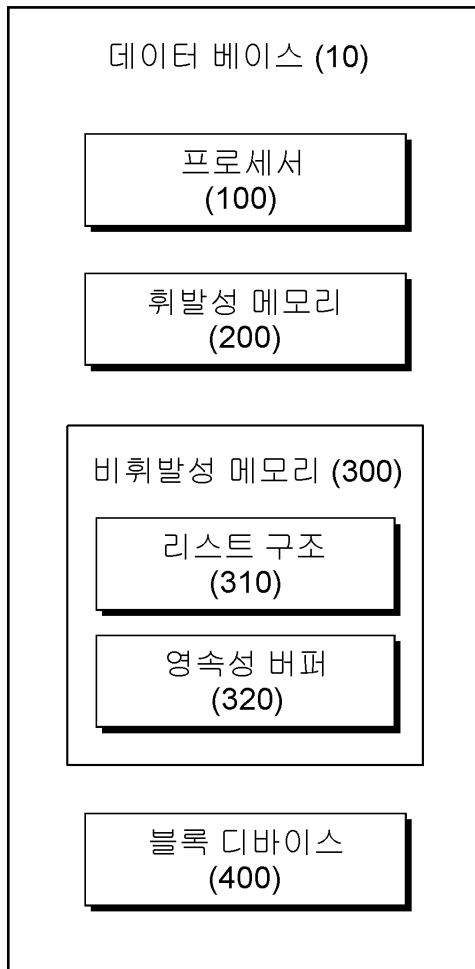 데이터 베이스 (10)
프로세서
(100)
휘발성 메모리
(200)
비휘발성 메모리 (300)
리스트 구조
(310)
영속성 버퍼
(320)
블록 디바이스
(400)